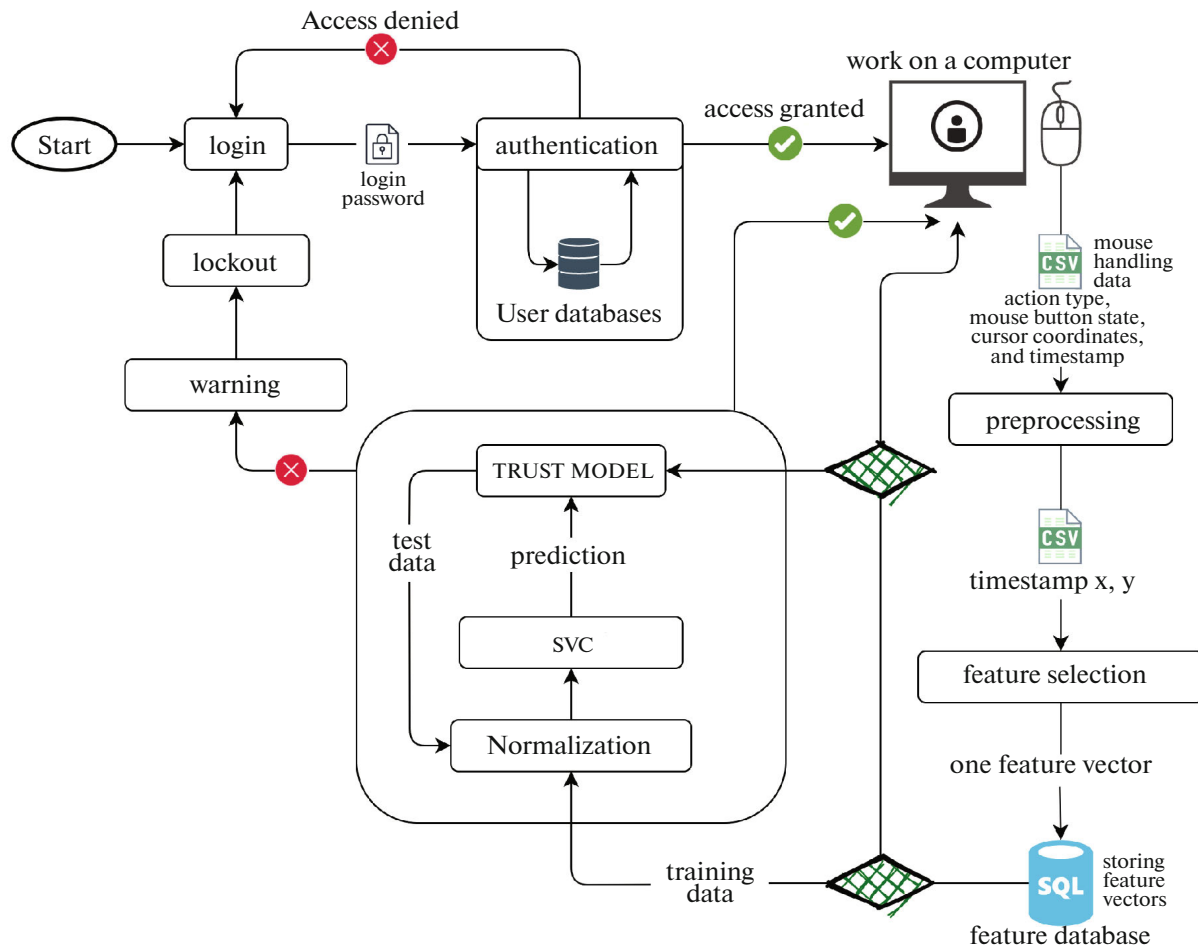 Access denied
work on a computer
access granted
Start
login
authentication
login
password
lockout
User databases
CSV
mouse
handling
data
action type,
mouse button state,
cursor coordinates,
and timestamp
warning
preprocessing
TRUST MODEL
test
data
prediction
CSV
timestamp x, y
SVC
feature selection
Normalization
one feature vector
training
data
SQL
storing
feature
vectors
feature database